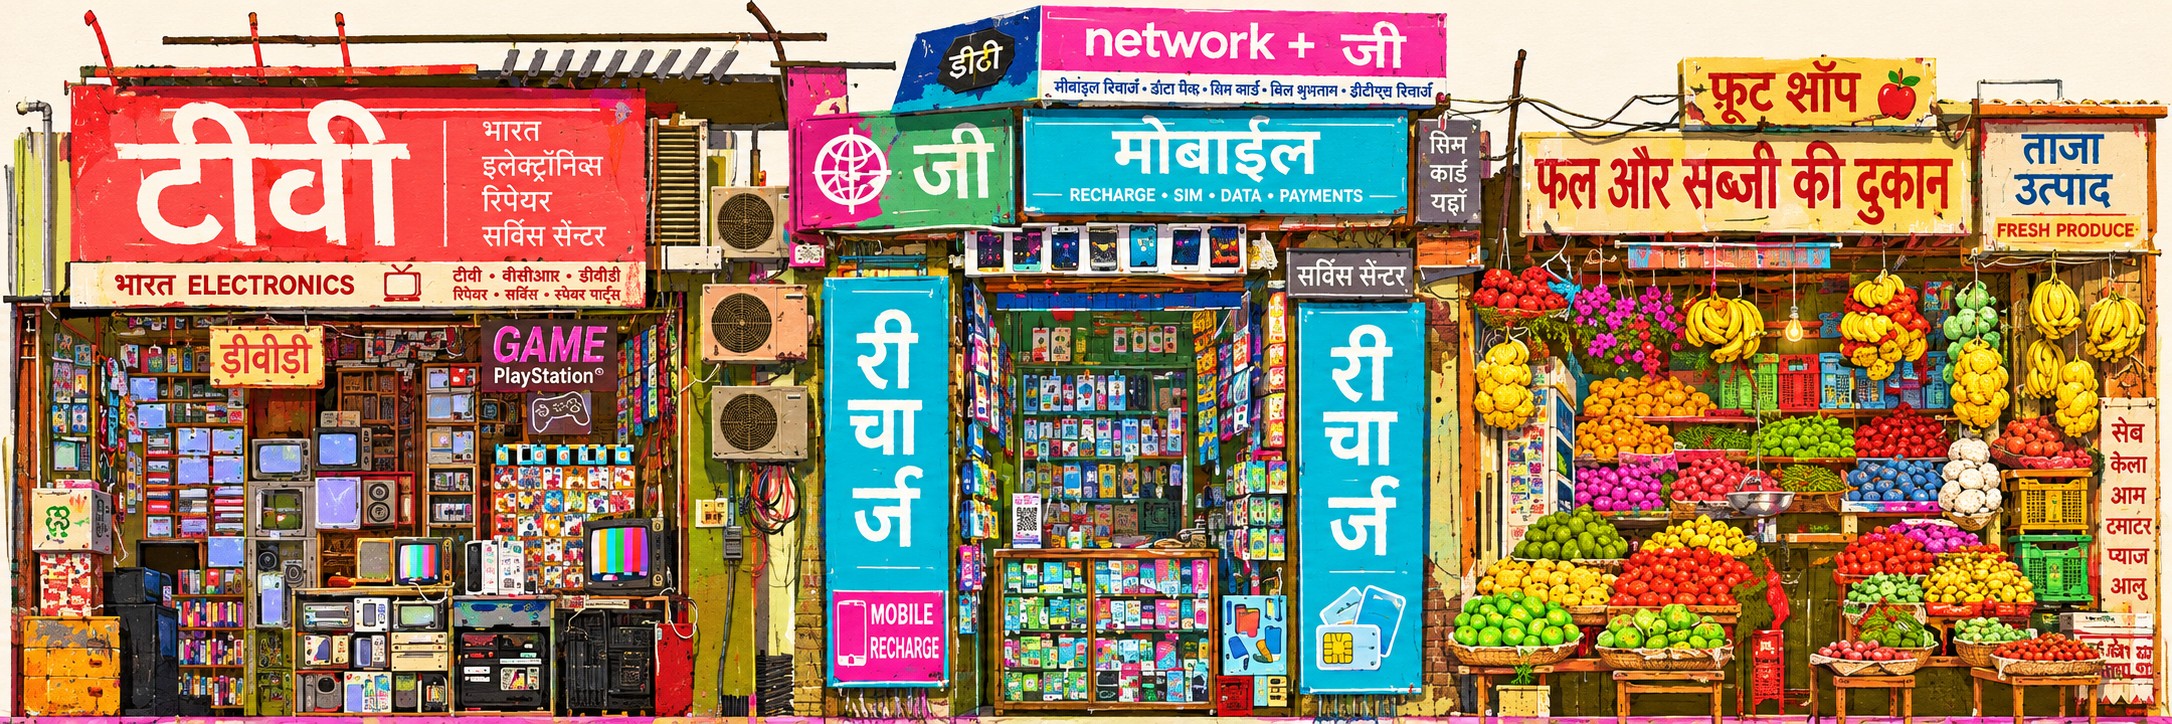 टीवी
भारत
इलेक्ट्रॉनिक्स
रिपेयर
सर्विस सेंटर
भारत ELECTRONICS
टीवी • वीसीआर • डीवीडी
रिपेयर • सर्विस • स्पेयर पार्ट्स
ड़ीवीड़ी
GAME
PlayStation
डीटी
network + जी
मीबांइल रिचार्ज • डांटा पैक • सिम कार्ड • बिल भुगतान • डीटीएच रिचार्ज
जी
मोबाईल
RECHARGE • SIM • DATA • PAYMENTS
सिम
कार्ड
यहाॅं
सर्विस सेंटर
री
चा
र्ज
MOBILE
RECHARGE
री
चा
र्ज
फ़्रूट शॉप
फल और सब्जी की दुकान
ताजा
उत्पाद
FRESH PRODUCE
सेब
केला
आम
टमाटर
प्याज
आलु